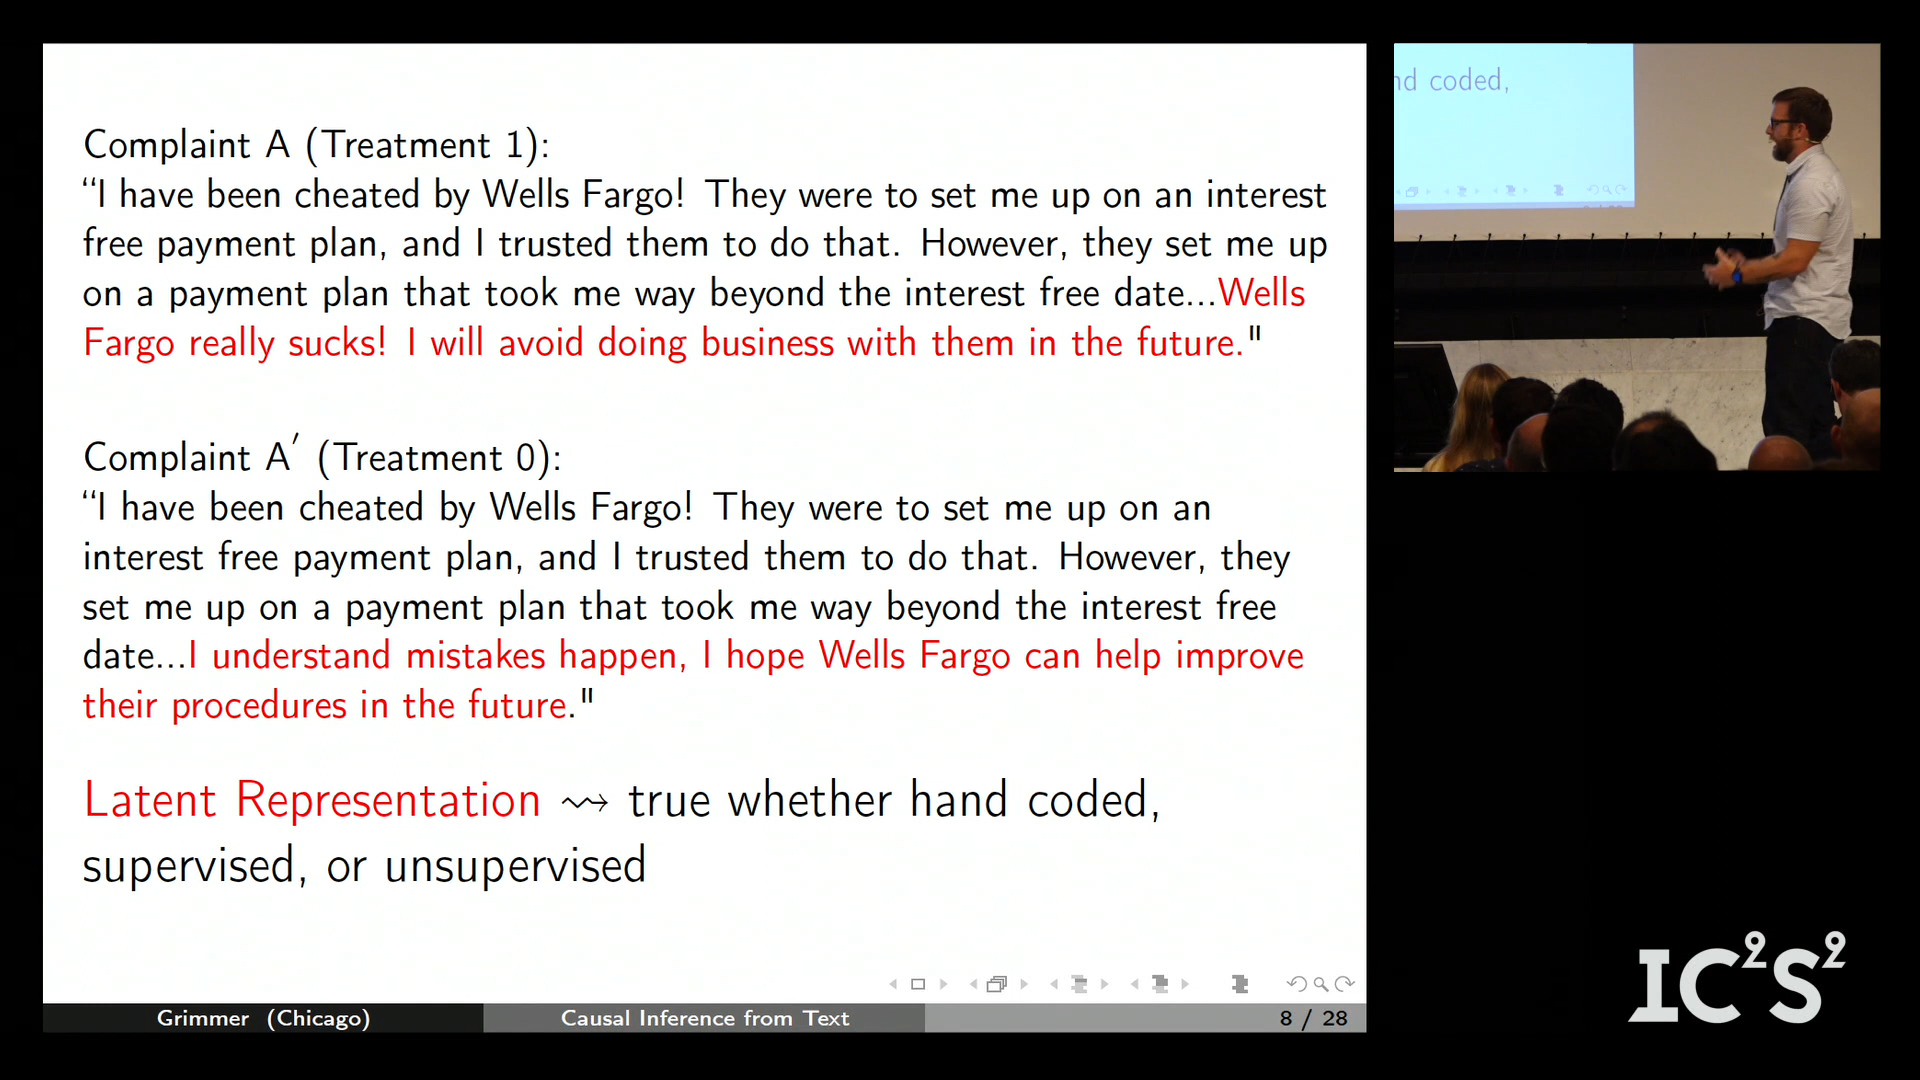 Complaint A (Treatment 1):
“I have been cheated by Wells Fargo! They were to set me up on an interest
free payment plan, and I trusted them to do that. However, they set me up
on a payment plan that took me way beyond the interest free date...Wells
Fargo really sucks! I will avoid doing business with them in the future."
Complaint A′ (Treatment 0):
“I have been cheated by Wells Fargo! They were to set me up on an
interest free payment plan, and I trusted them to do that. However, they
set me up on a payment plan that took me way beyond the interest free
date...I understand mistakes happen, I hope Wells Fargo can help improve
their procedures in the future."
Latent Representation ⇝ true whether hand coded,
supervised, or unsupervised
Grimmer (Chicago)
Causal Inference from Text
8 / 28
nd coded,
IC²S²